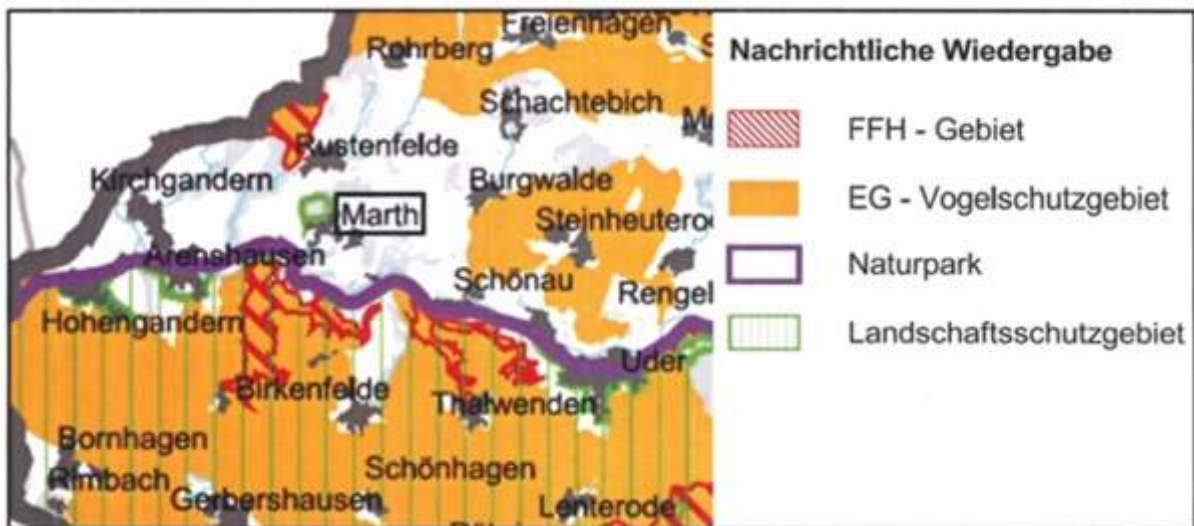 Freienhagen
Rohrberg
Schachtebich
Rustenfelde
Kirchgandern
Burgwalde
Marth
Steinheutero
Arenshausen
Schönau
Rengel
Hohengandern
Uder
Birkenfelde
Thalwenden
Bornhagen
Schönhagen
Rimbach
Gerbershausen
Lenterode
Nachrichtliche Wiedergabe
FFH - Gebiet
EG - Vogelschutzgebiet
Naturpark
Landschaftsschutzgebiet